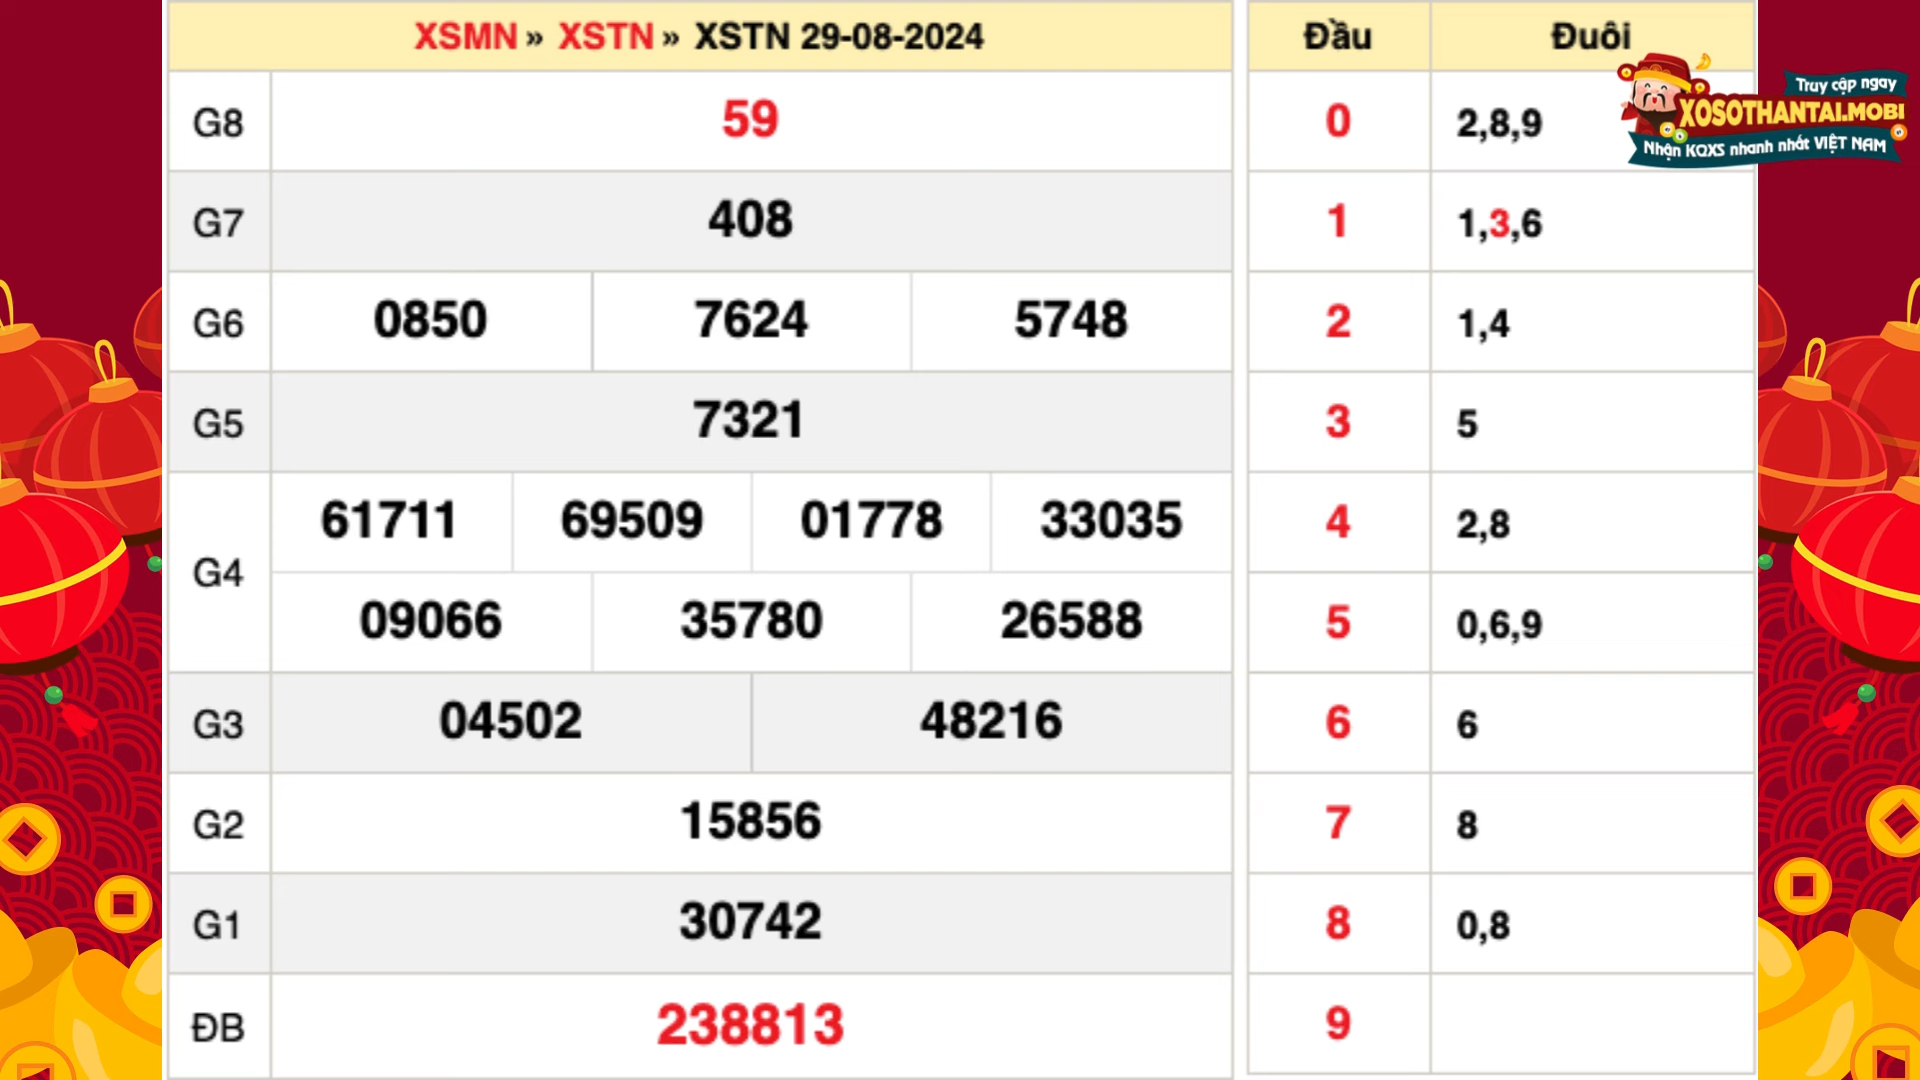 XSMN » XSTN » XSTN 29-08-2024
G8 59
G7 408
G6 0850 7624 5748
G5 7321
G4 61711 69509 01778 33035
09066 35780 26588
G3 04502 48216
G2 15856
G1 30742
ĐB 238813
Đầu Đuôi
0 2,8,9
1 1,3,6
2 1,4
3 5
4 2,8
5 0,6,9
6 6
7 8
8 0,8
9
Truy cập ngay
XOSOTHANTAI.MOBI
Nhận KQXS nhanh nhất VIỆT NAM